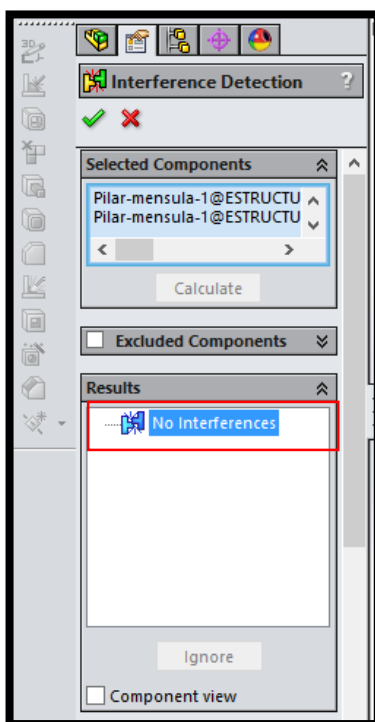 3D
Interference Detection
?
Selected Components
Pilar-mensula-1@ESTRUCTU
Pilar-mensula-1@ESTRUCTU
Calculate
Excluded Components
Results
No Interferences
Ignore
Component view